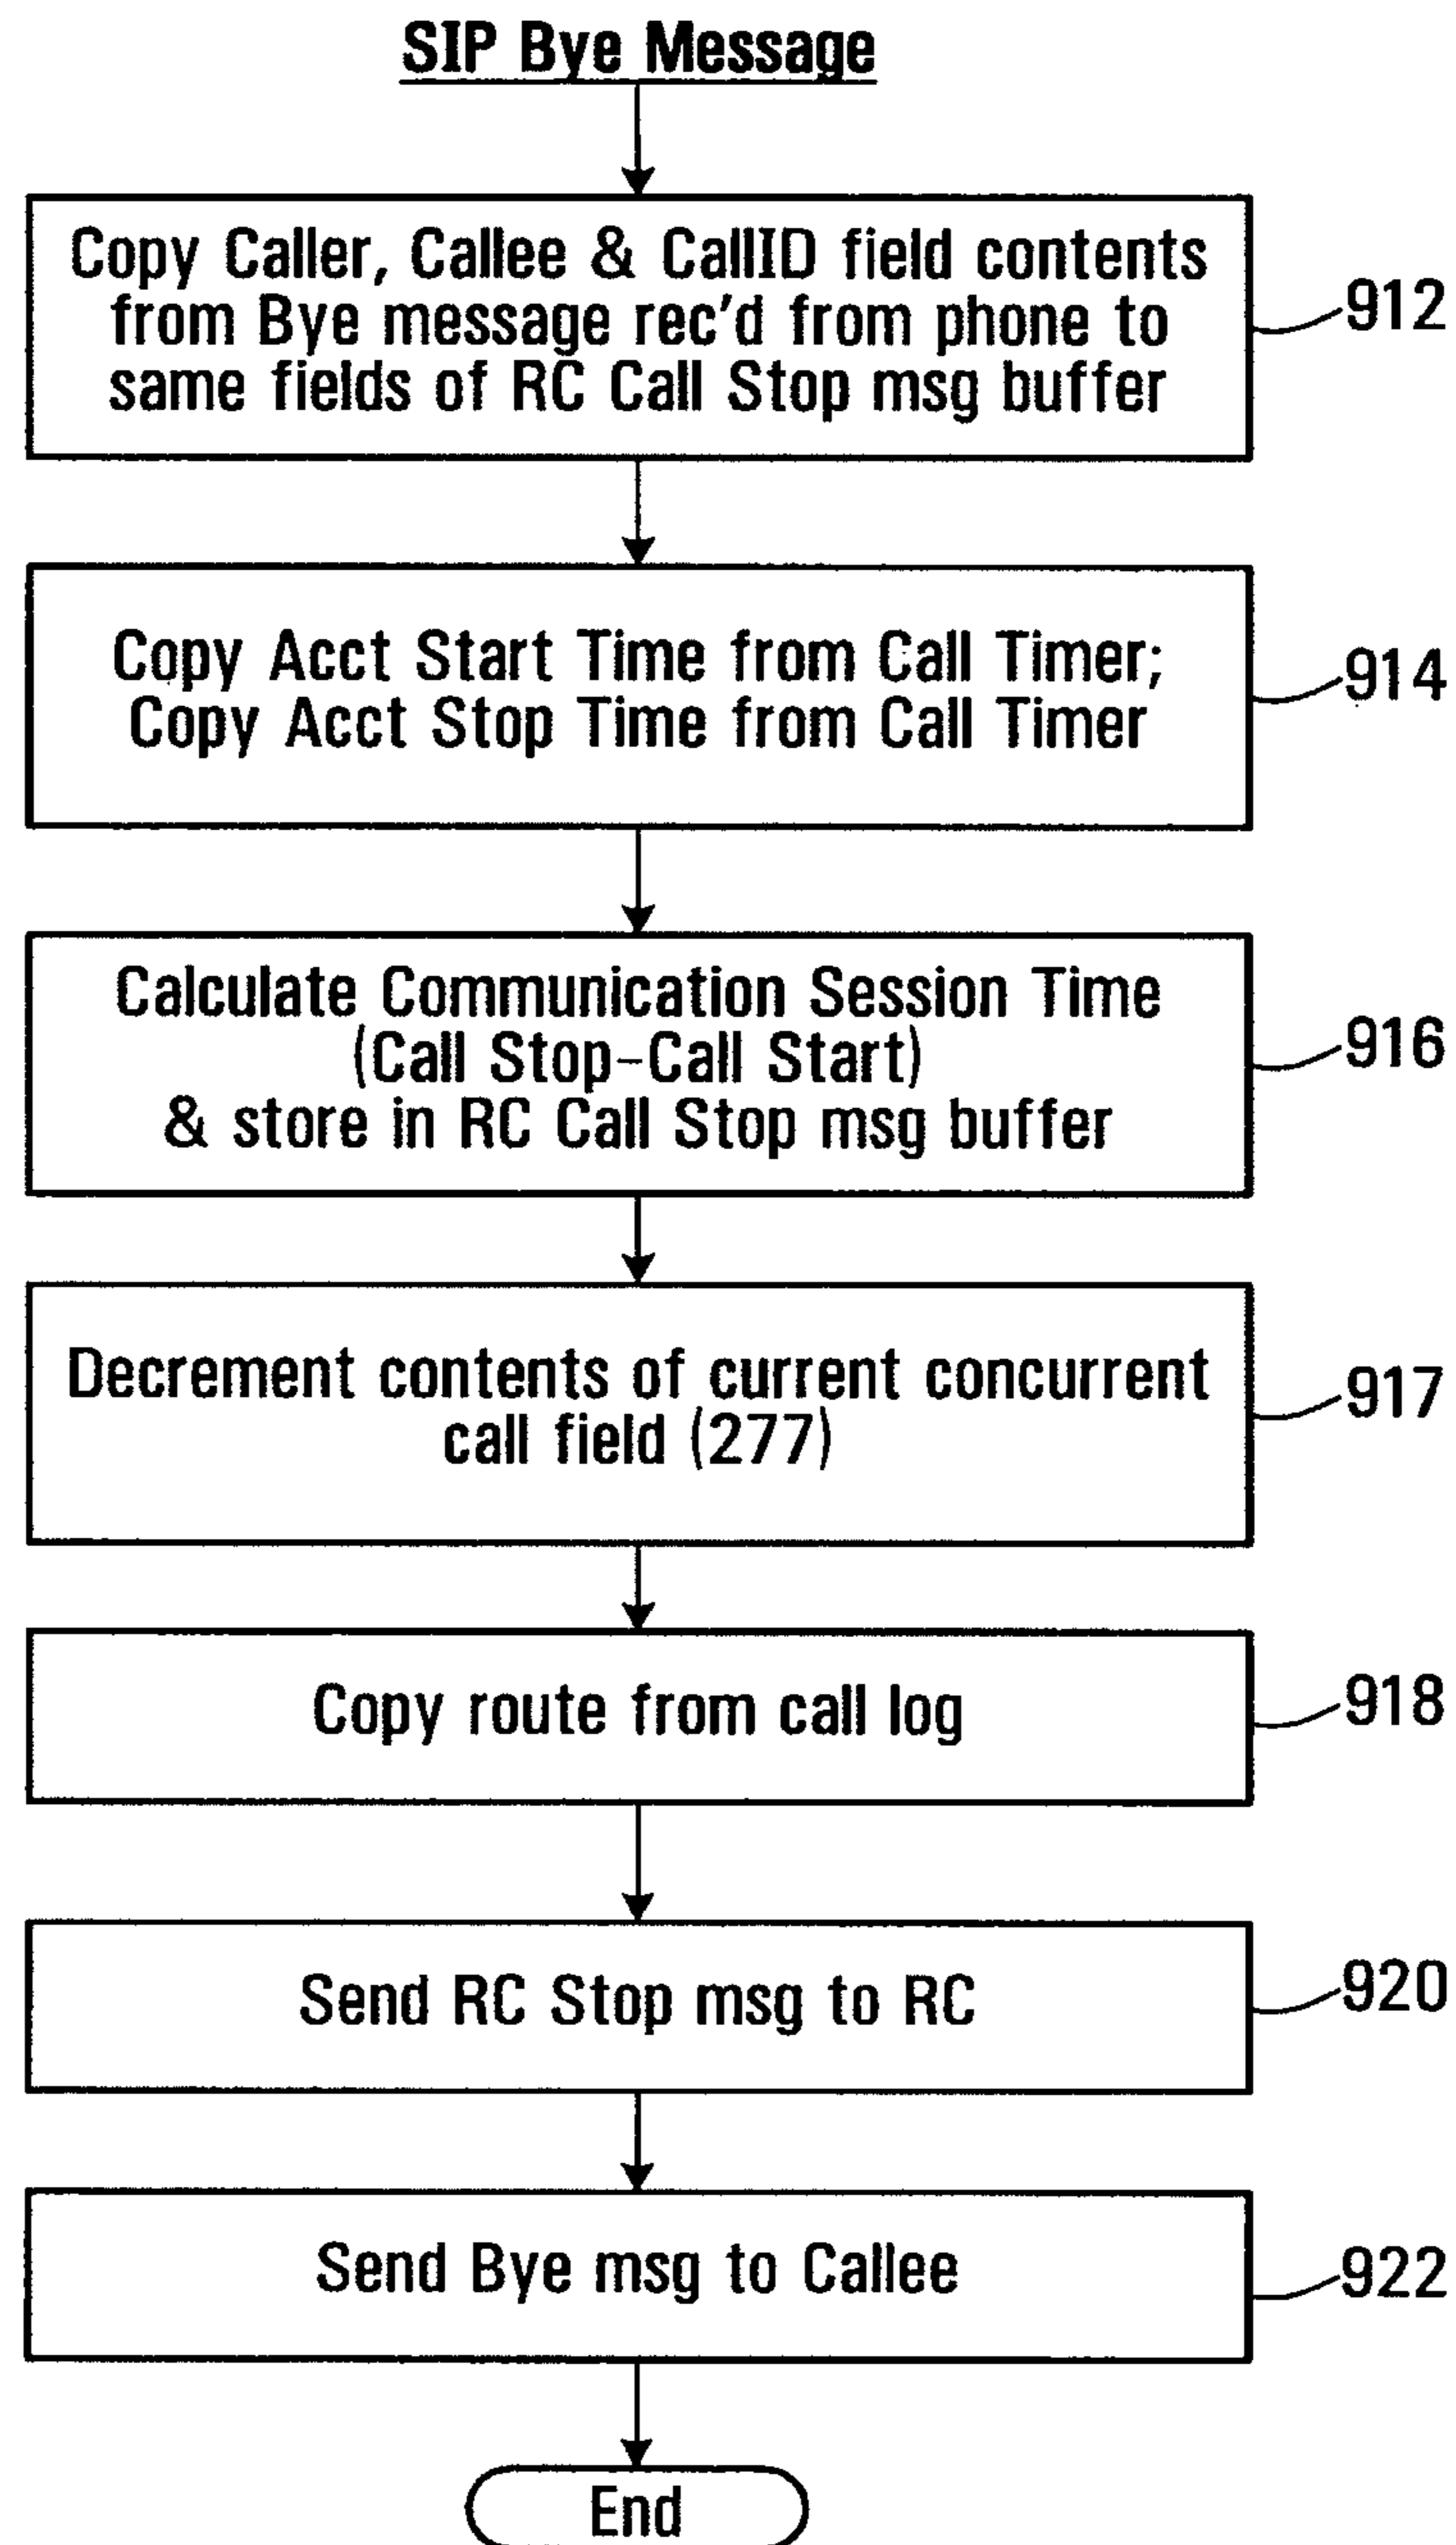 SIP Bye Message
Copy Caller, Callee & CallID field contents
from Bye message rec'd from phone to
same fields of RC Call Stop msg buffer
912
Copy Acct Start Time from Call Timer;
Copy Acct Stop Time from Call Timer
914
Calculate Communication Session Time
(Call Stop-Call Start)
& store in RC Call Stop msg buffer
916
Decrement contents of current concurrent
call field (277)
917
Copy route from call log
918
Send RC Stop msg to RC
920
Send Bye msg to Callee
922
End